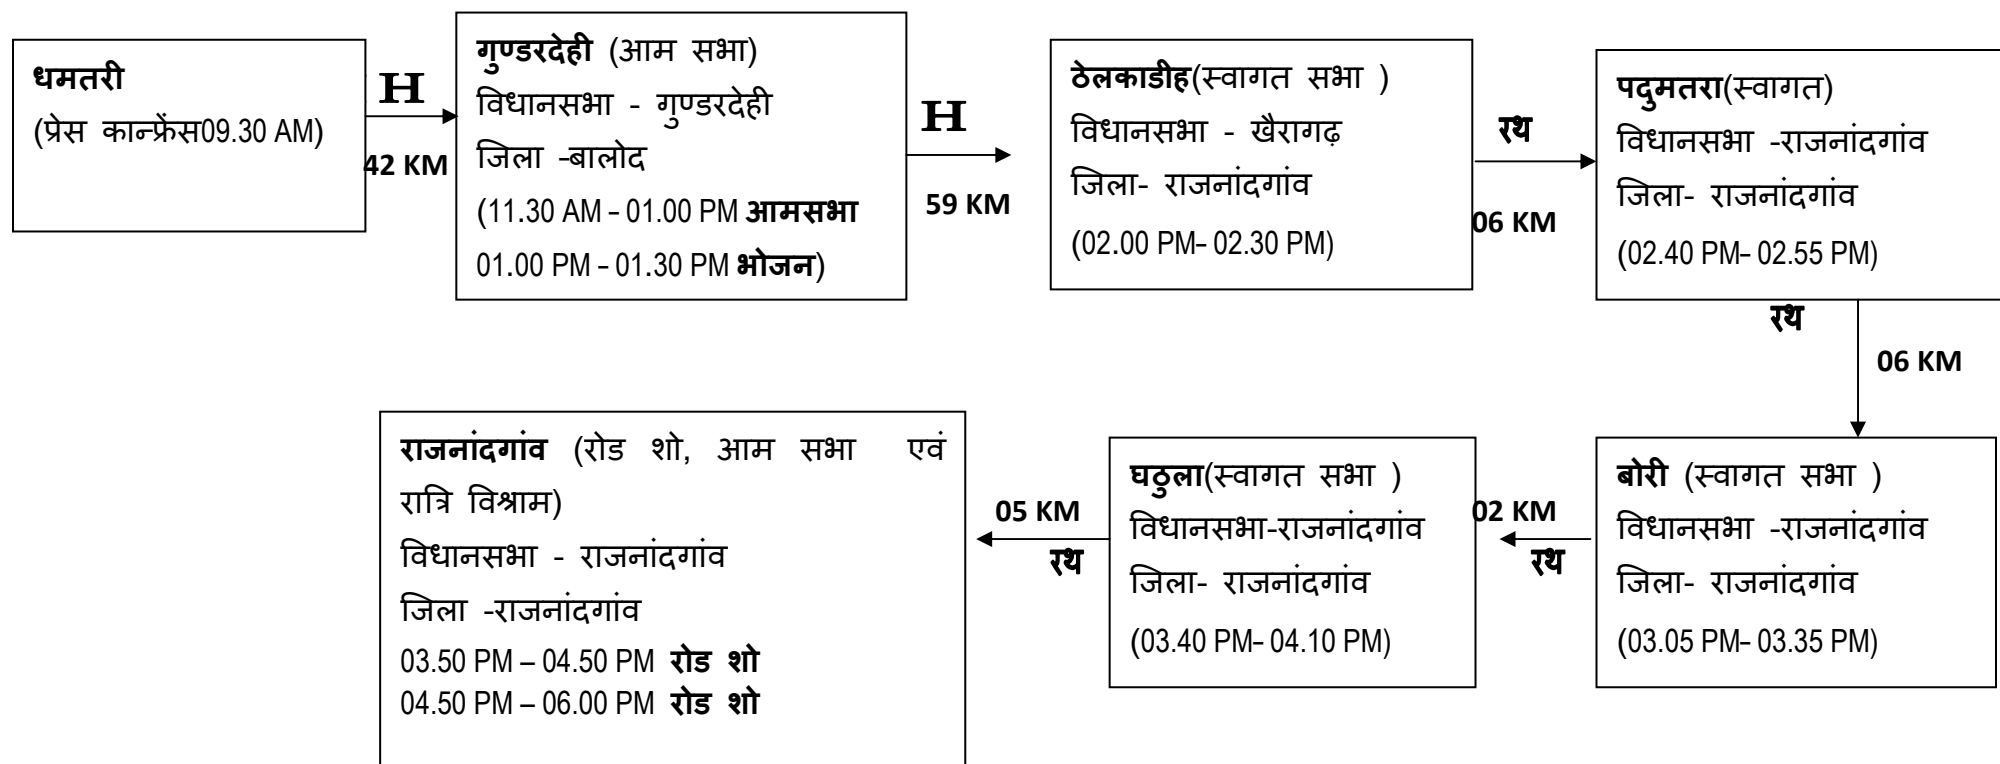 धमतरी
(प्रेस कान्फ्रेंस09.30 AM)
H
42 KM
गुण्डरदेही (आम सभा)
विधानसभा - गुण्डरदेही
जिला -बालोद
(11.30 AM – 01.00 PM आमसभा
01.00 PM – 01.30 PM भोजन)
H
59 KM
ठेलकाडीह(स्वागत सभा )
विधानसभा - खैरागढ़
जिला- राजनांदगांव
(02.00 PM– 02.30 PM)
रथ
06 KM
पदुमतरा(स्वागत)
विधानसभा -राजनांदगांव
जिला- राजनांदगांव
(02.40 PM– 02.55 PM)
रथ
06 KM
बोरी (स्वागत सभा )
विधानसभा -राजनांदगांव
जिला- राजनांदगांव
(03.05 PM– 03.35 PM)
02 KM
रथ
घठुला(स्वागत सभा )
विधानसभा-राजनांदगांव
जिला- राजनांदगांव
(03.40 PM– 04.10 PM)
05 KM
रथ
राजनांदगांव (रोड शो, आम सभा एवं
रात्रि विश्राम)
विधानसभा - राजनांदगांव
जिला -राजनांदगांव
03.50 PM – 04.50 PM रोड शो
04.50 PM – 06.00 PM रोड शो